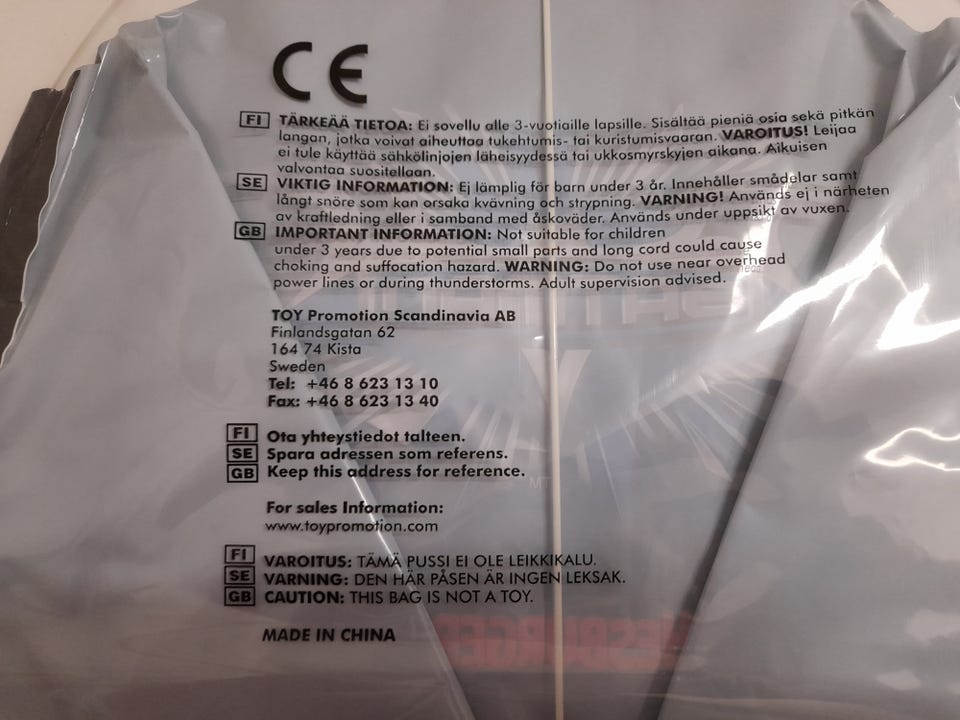 CE
FI TÄRKEÄÄ TIETOA: Ei sovellu alle 3-vuotiaille lapsille. Sisältää pieniä osia sekä pitkän
langan, jotka voivat aiheuttaa tukehtumis- tai kuristumisvaaran. VAROITUS! Leijaa
ei tule käyttää sähkölinjojen läheisyydessä tai ukkosmyrskyjen aikana. Aikuisen
valvontaa suositellaan.
SE VIKTIG INFORMATION: Ej lämplig för barn under 3 år. Innehåller smådelar samt
långt snöre som kan orsaka kvävning och strypning. VARNING! Används ej i närheten
av kraftledning eller i samband med åskoväder. Används under uppsikt av vuxen.
GB IMPORTANT INFORMATION: Not suitable for children
under 3 years due to potential small parts and long cord could cause
choking and suffocation hazard. WARNING: Do not use near overhead
power lines or during thunderstorms. Adult supervision advised.
TOY Promotion Scandinavia AB
Finlandsgatan 62
164 74 Kista
Sweden
Tel: +46 8 623 13 10
Fax: +46 8 623 13 40
FI Ota yhteystiedot talteen.
SE Spara adressen som referens.
GB Keep this address for reference.
For sales Information:
www.toypromotion.com
FI VAROITUS: TÄMÄ PUSSI EI OLE LEIKKIKALU.
SE VARNING: DEN HÄR PÅSEN ÄR INGEN LEKSAK.
GB CAUTION: THIS BAG IS NOT A TOY.
MADE IN CHINA